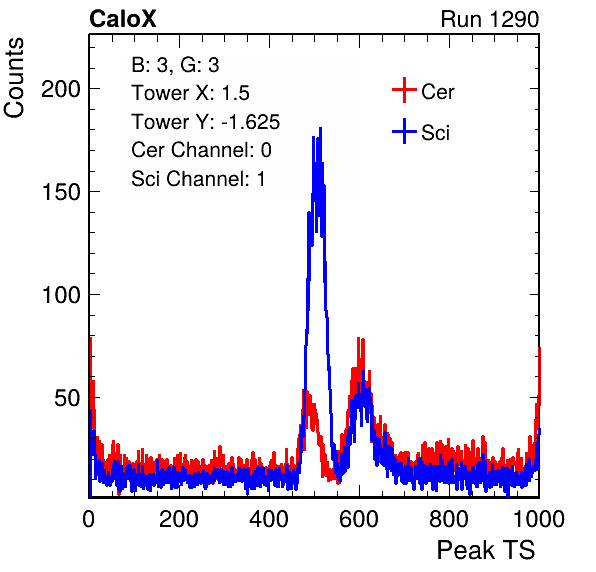 CaloX Run 1290
Counts
B: 3, G: 3
Tower X: 1.5
Tower Y: -1.625
Cer Channel: 0
Sci Channel: 1
Cer
Sci
200
150
100
50
0 200 400 600 800 1000
Peak TS